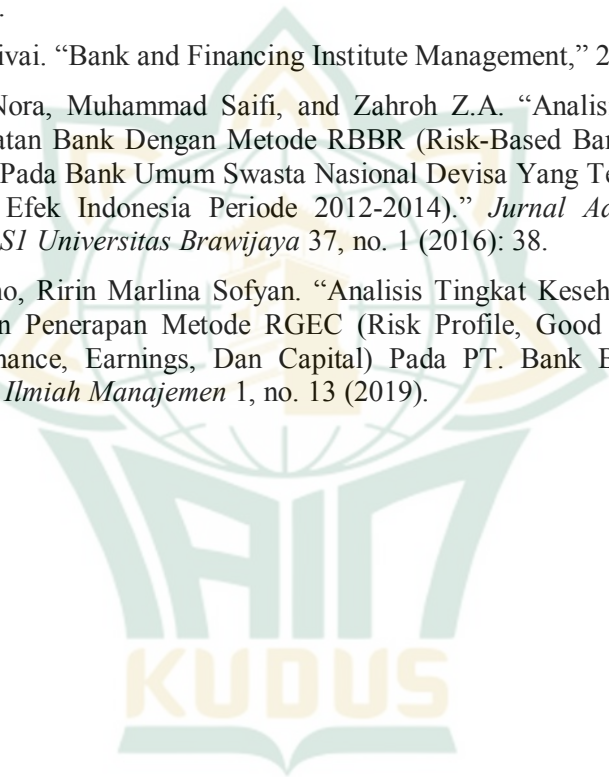 .
ivai. “Bank and Financing Institute Management,” 2
Nora, Muhammad Saifi, and Zahroh Z.A. “Analis
atan Bank Dengan Metode RBBR (Risk-Based Ban
Pada Bank Umum Swasta Nasional Devisa Yang Te
Efek Indonesia Periode 2012-2014).” Jurnal Ad
S1 Universitas Brawijaya 37, no. 1 (2016): 38.
no, Ririn Marlina Sofyan. “Analisis Tingkat Keseh
n Penerapan Metode RGEC (Risk Profile, Good
nance, Earnings, Dan Capital) Pada PT. Bank B
Ilmiah Manajemen 1, no. 13 (2019).
IAIN
KUDUS